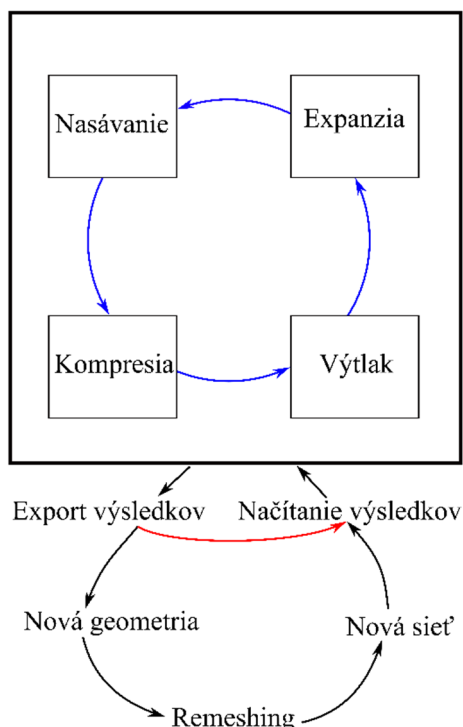 Nasávanie
Expanzia
Kompresia
Výtlak
Export výsledkov
Načítanie výsledkov
Nová geometria
Nová sieť
Remeshing